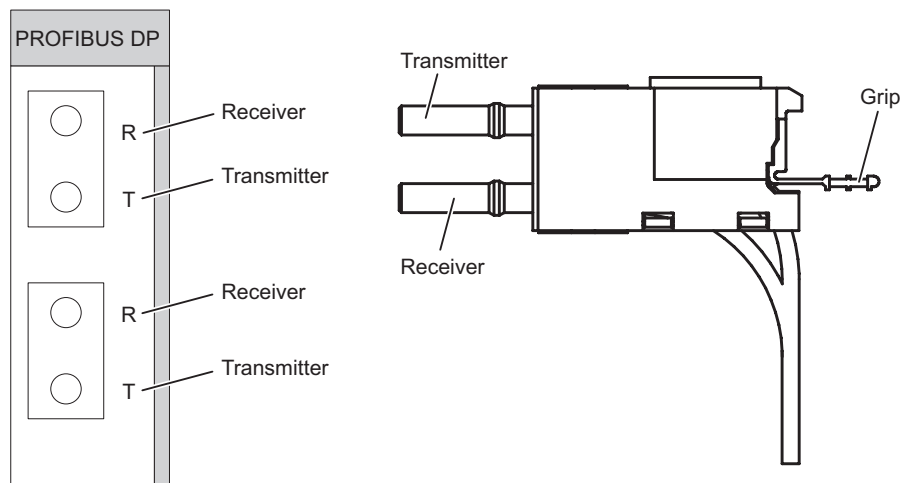 PROFIBUS DP
R
Receiver
T
Transmitter
R
Receiver
T
Transmitter
Transmitter
Grip
Receiver